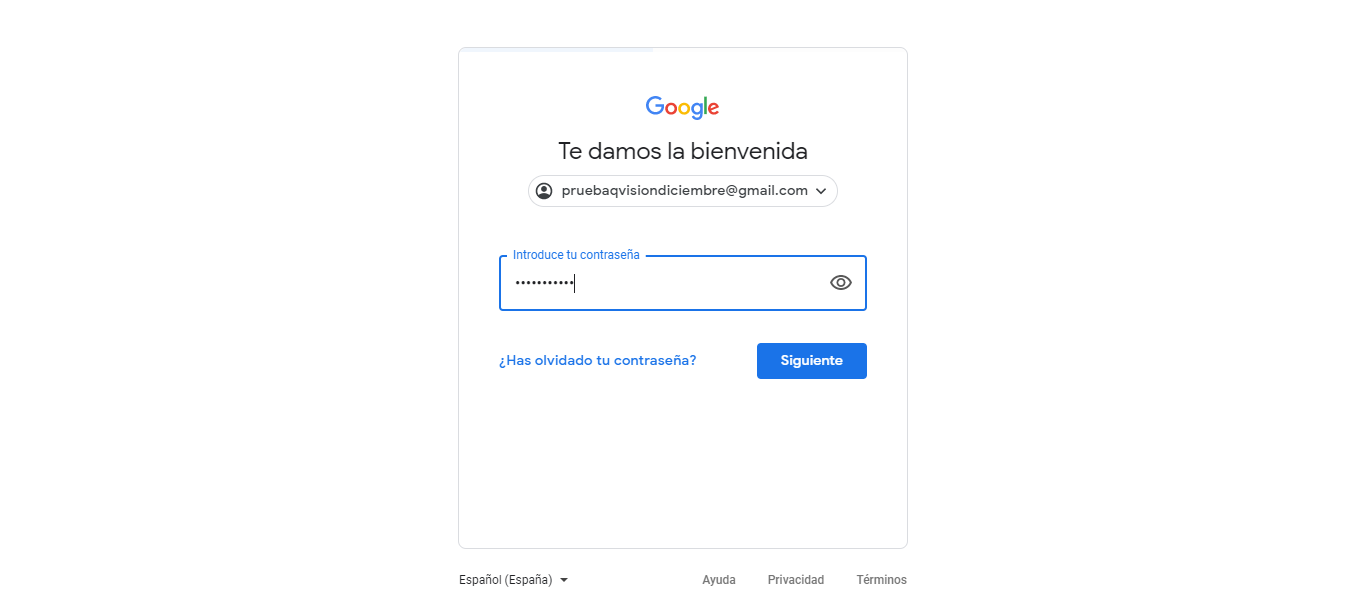 Google
Te damos la bienvenida
pruebaqvisiondiciembre@gmail.com
Introduce tu contraseña
•••••••••••
¿Has olvidado tu contraseña?
Siguiente
Español (España)
Ayuda
Privacidad
Términos